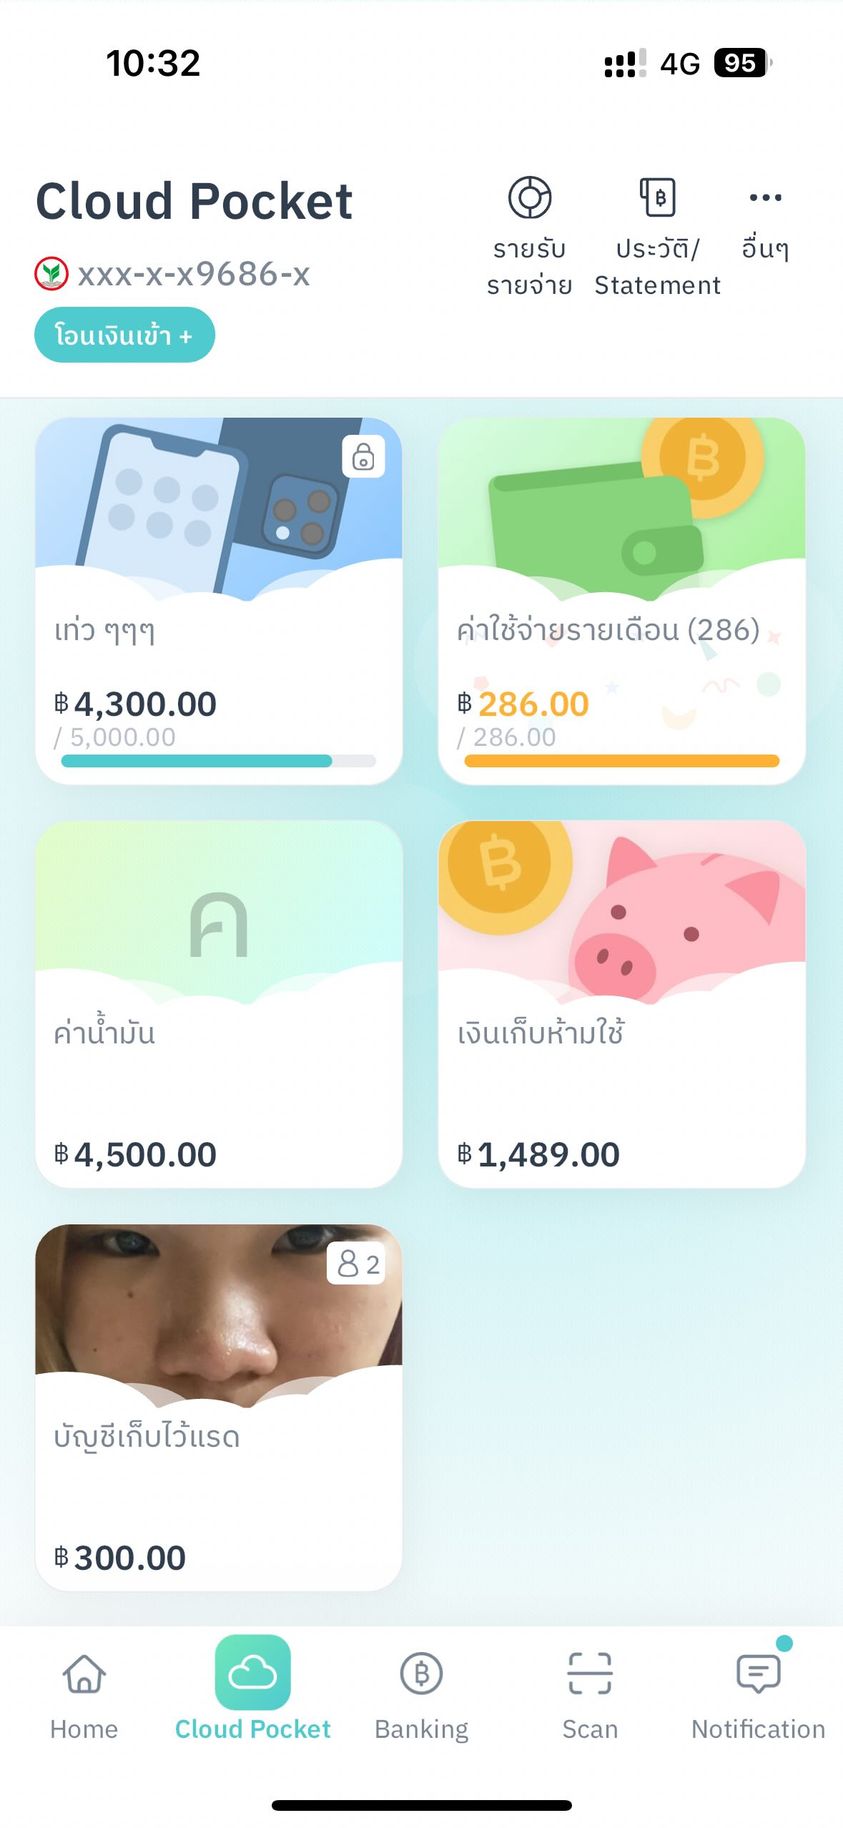 10:32
4G
95
Cloud Pocket
xxx-x-x9686-x
โอนเงินเข้า +
รายรับ
รายจ่าย
ประวัติ/
Statement
อื่นๆ
เท่ว ๆๆๆ
฿ 4,300.00
/ 5,000.00
ค่าใช้จ่ายรายเดือน (286)
฿ 286.00
/ 286.00
ค
ค่าน้ำมัน
฿ 4,500.00
เงินเก็บห้ามใช้
฿ 1,489.00
2
บัญชีเก็บไว้แรด
฿ 300.00
Home
Cloud Pocket
Banking
Scan
Notification